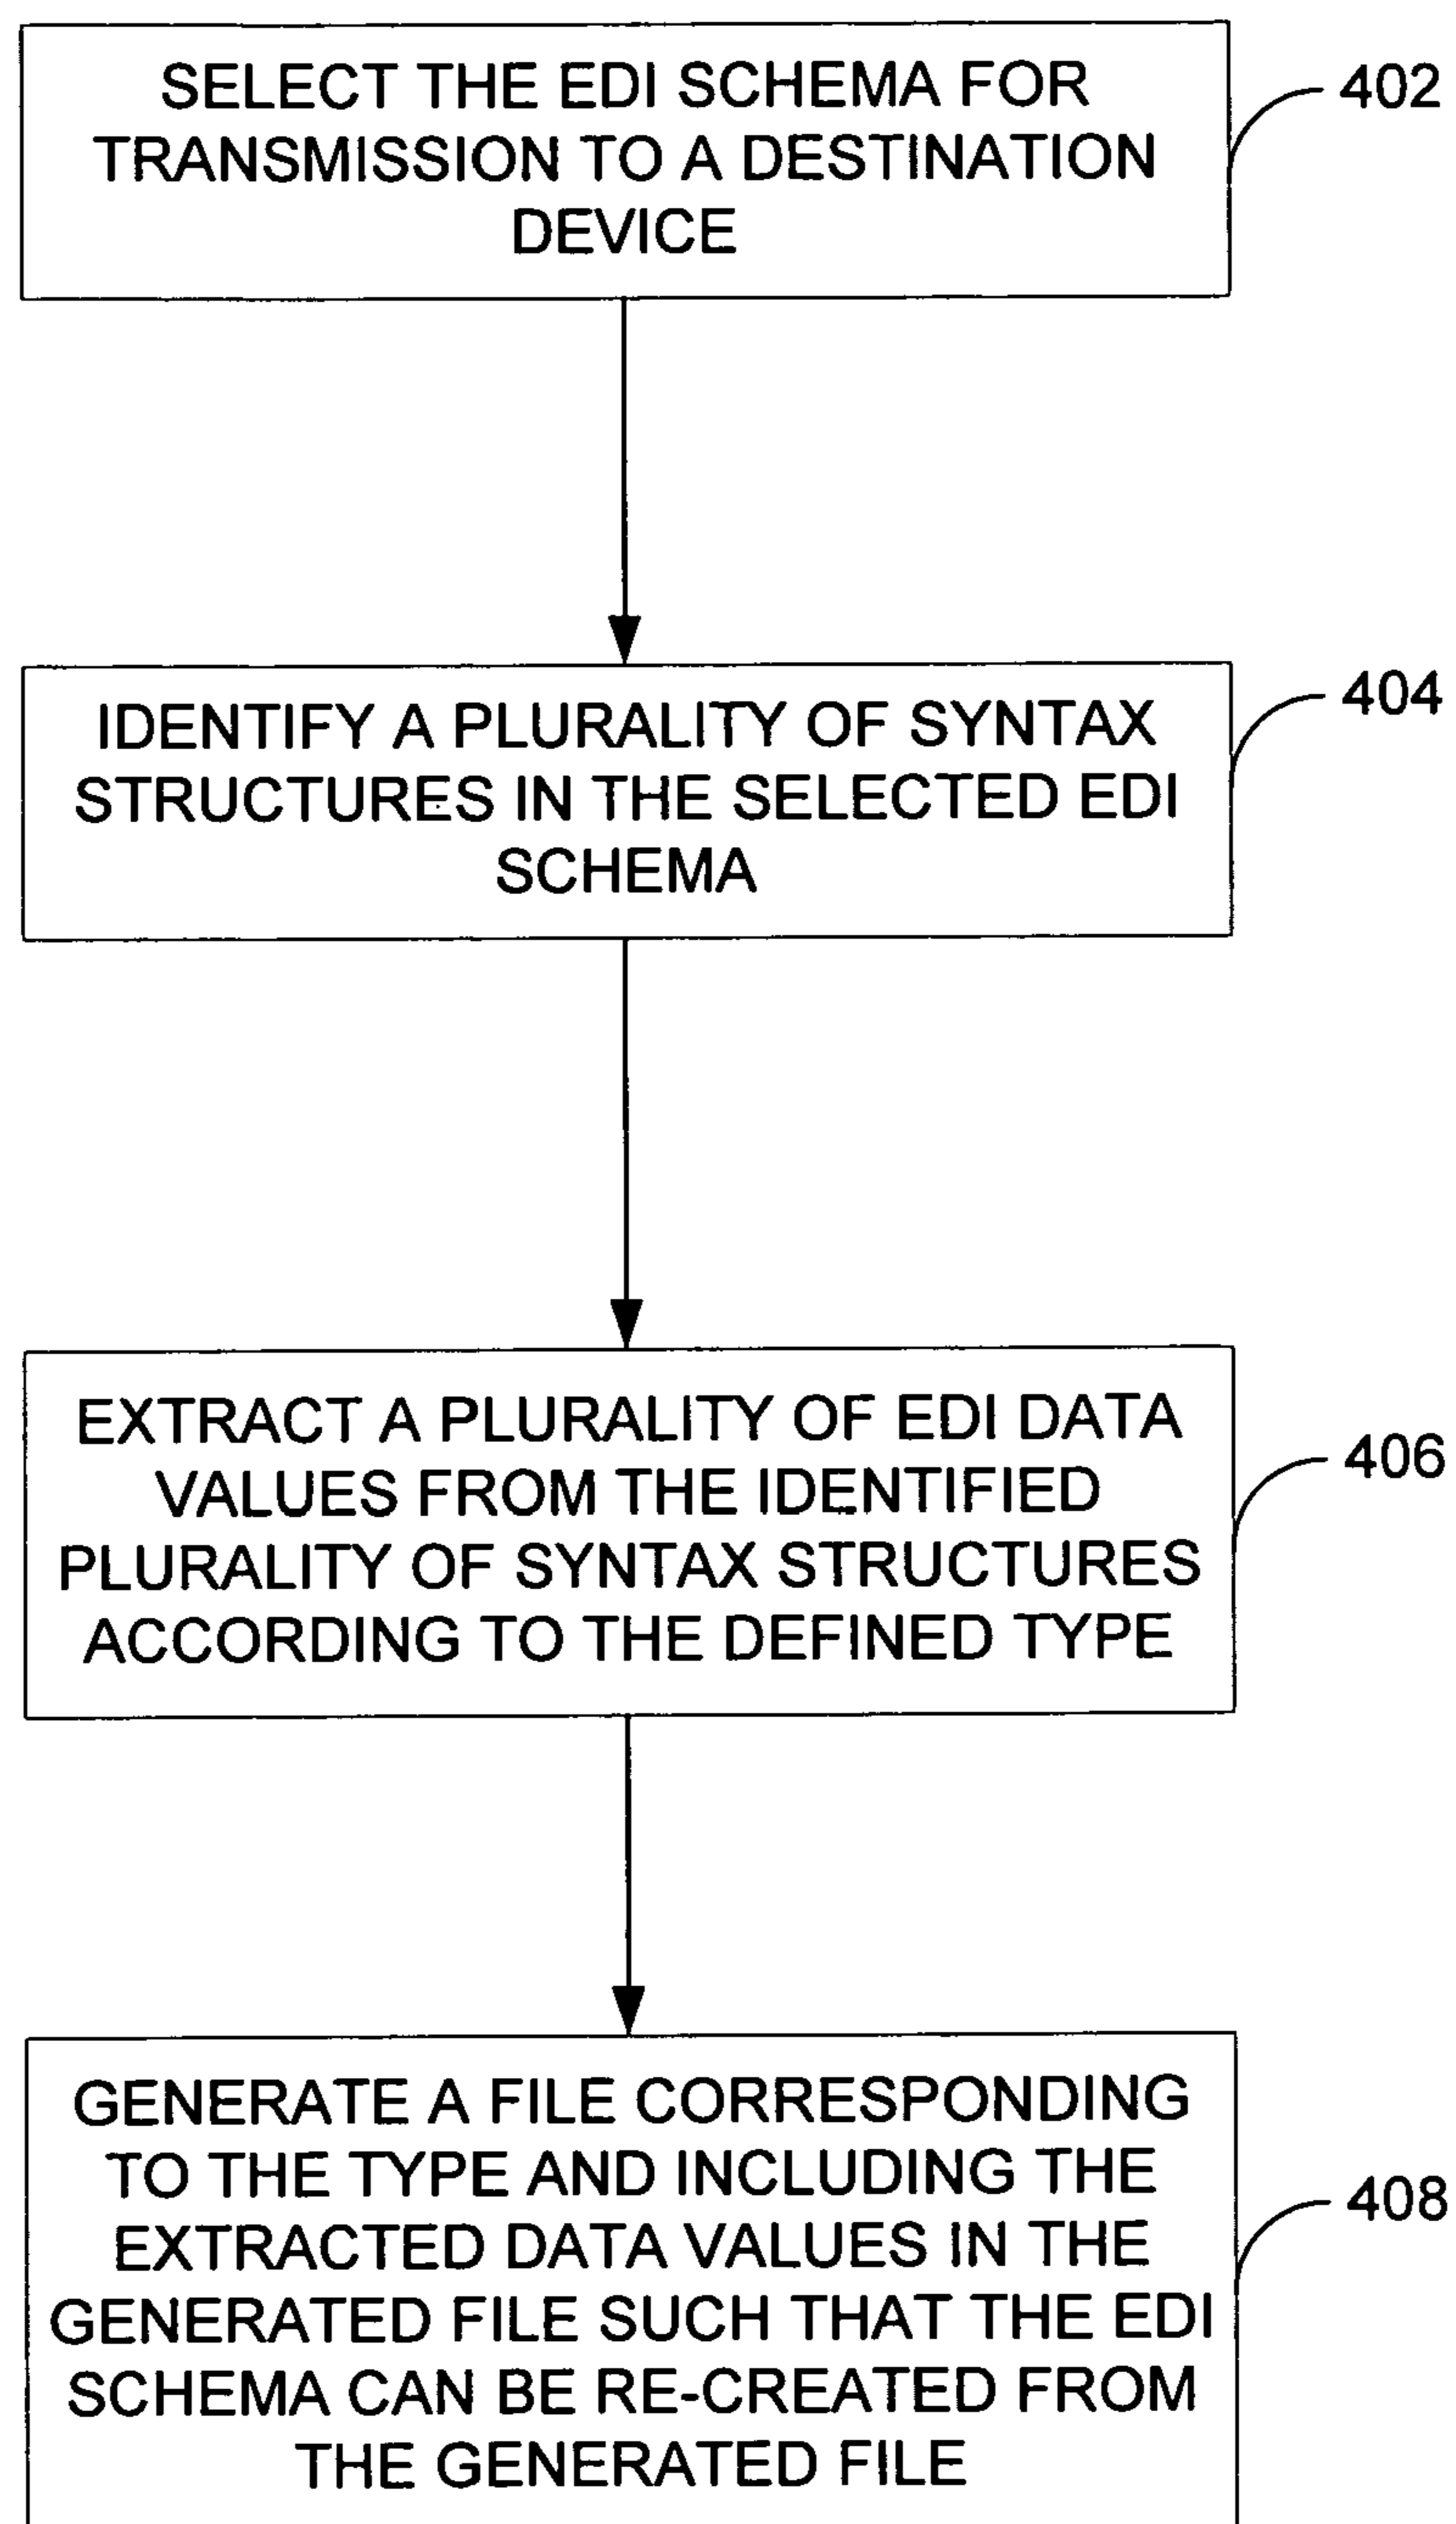 SELECT THE EDI SCHEMA FOR
TRANSMISSION TO A DESTINATION
DEVICE
402
IDENTIFY A PLURALITY OF SYNTAX
STRUCTURES IN THE SELECTED EDI
SCHEMA
404
EXTRACT A PLURALITY OF EDI DATA
VALUES FROM THE IDENTIFIED
PLURALITY OF SYNTAX STRUCTURES
ACCORDING TO THE DEFINED TYPE
406
GENERATE A FILE CORRESPONDING
TO THE TYPE AND INCLUDING THE
EXTRACTED DATA VALUES IN THE
GENERATED FILE SUCH THAT THE EDI
SCHEMA CAN BE RE-CREATED FROM
THE GENERATED FILE
408